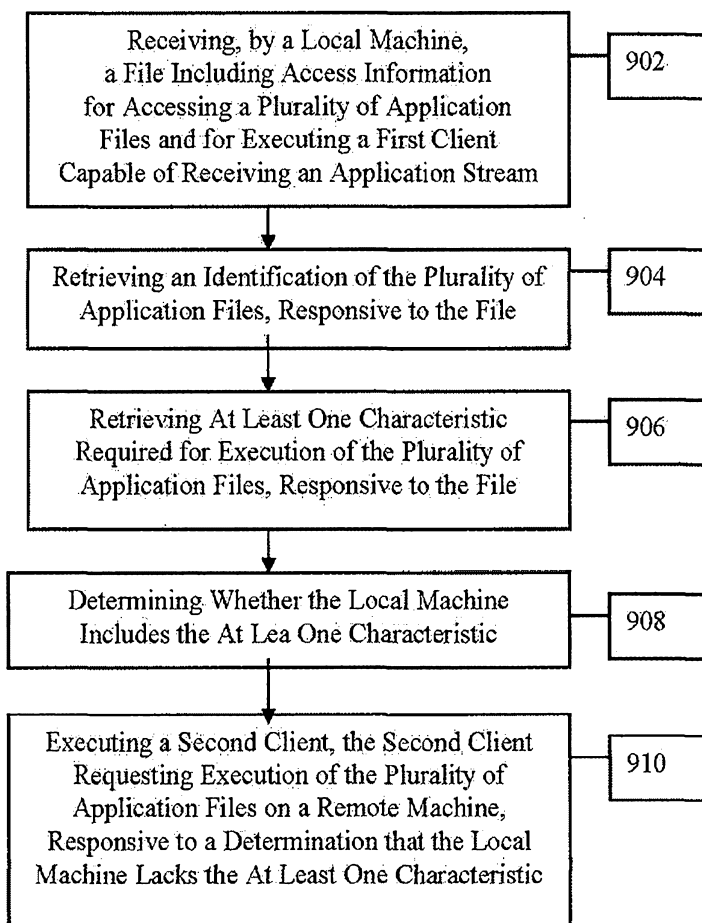 Receiving, by a Local Machine,
a File Including Access Information
for Accessing a Plurality of Application
Files and for Executing a First Client
Capable of Receiving an Application Stream
902
Retrieving an Identification of the Plurality of
Application Files, Responsive to the File
904
Retrieving At Least One Characteristic
Required for Execution of the Plurality of
Application Files, Responsive to the File
906
Determining Whether the Local Machine
Includes the At Lea One Characteristic
908
Executing a Second Client, the Second Client
Requesting Execution of the Plurality of
Application Files on a Remote Machine,
Responsive to a Determination that the Local
Machine Lacks the At Least One Characteristic
910